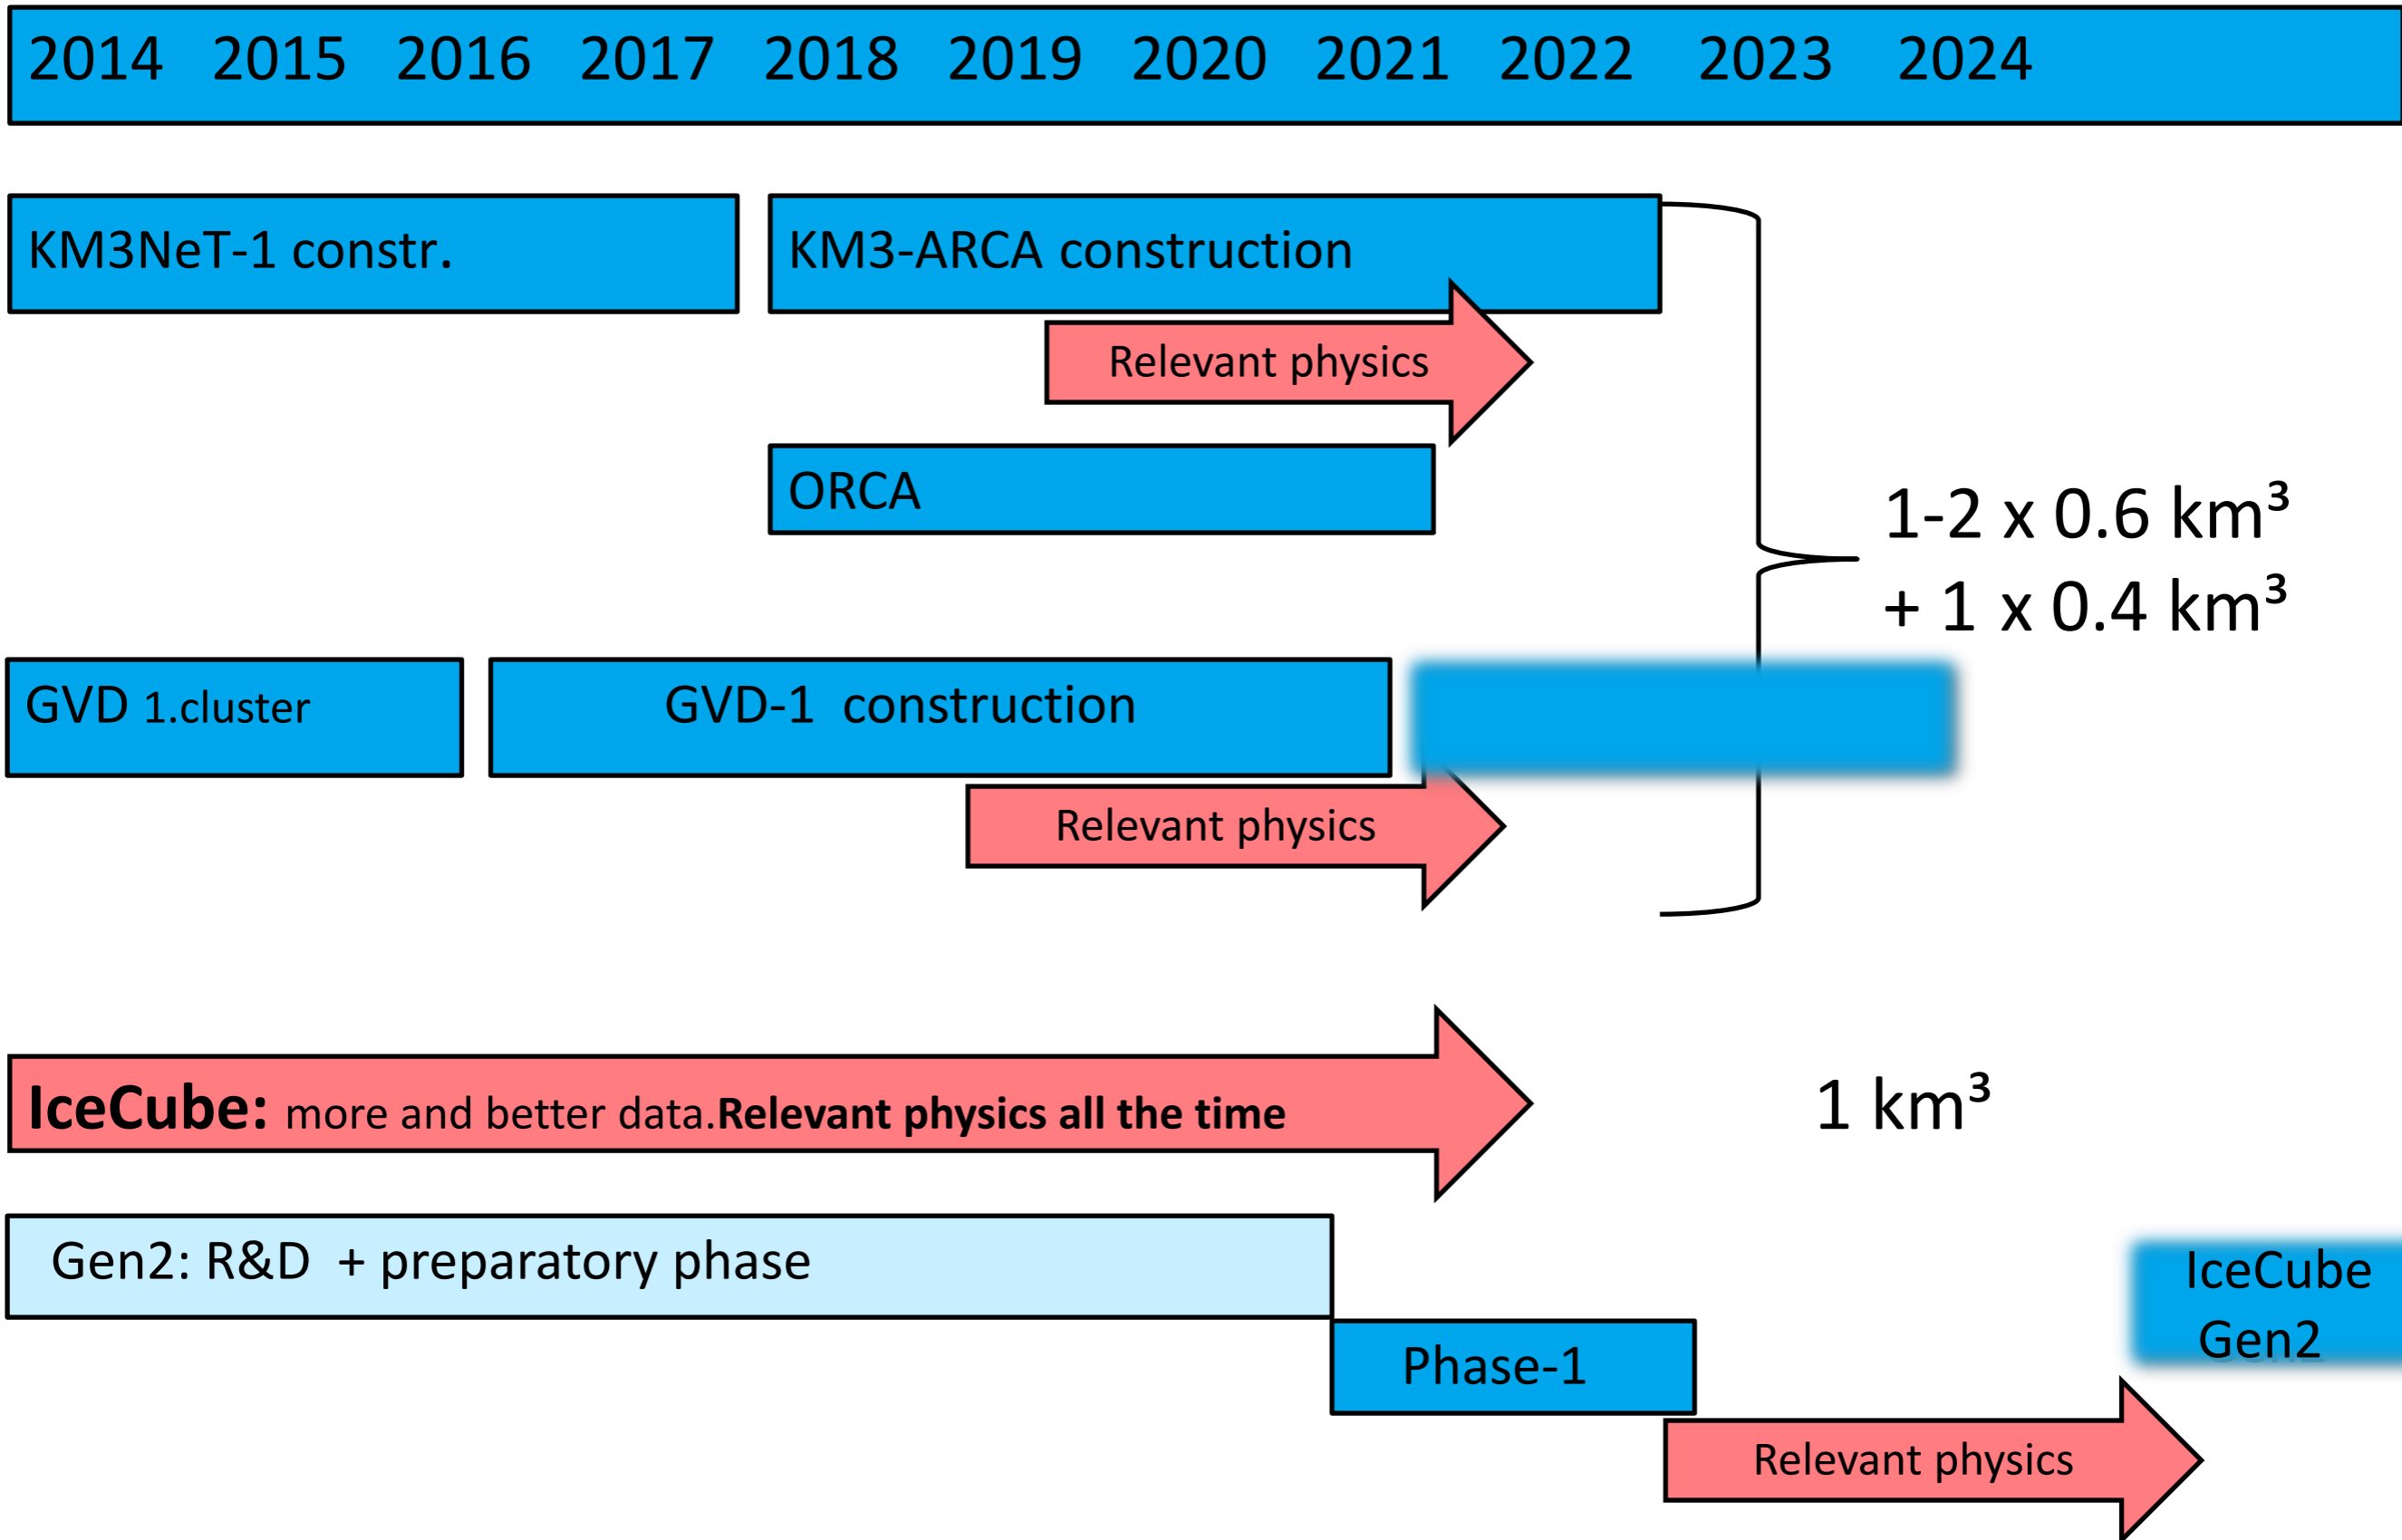 2014 2015 2016 2017 2018 2019 2020 2021 2022 2023 2024
KM3NeT-1 constr.
KM3-ARCA construction
Relevant physics
ORCA
1-2 x 0.6 km³
+ 1 x 0.4 km³
GVD 1.cluster
GVD-1 construction
Relevant physics
IceCube: more and better data.Relevant physics all the time
1 km³
Gen2: R&D + preparatory phase
IceCube
Gen2
Phase-1
Relevant physics